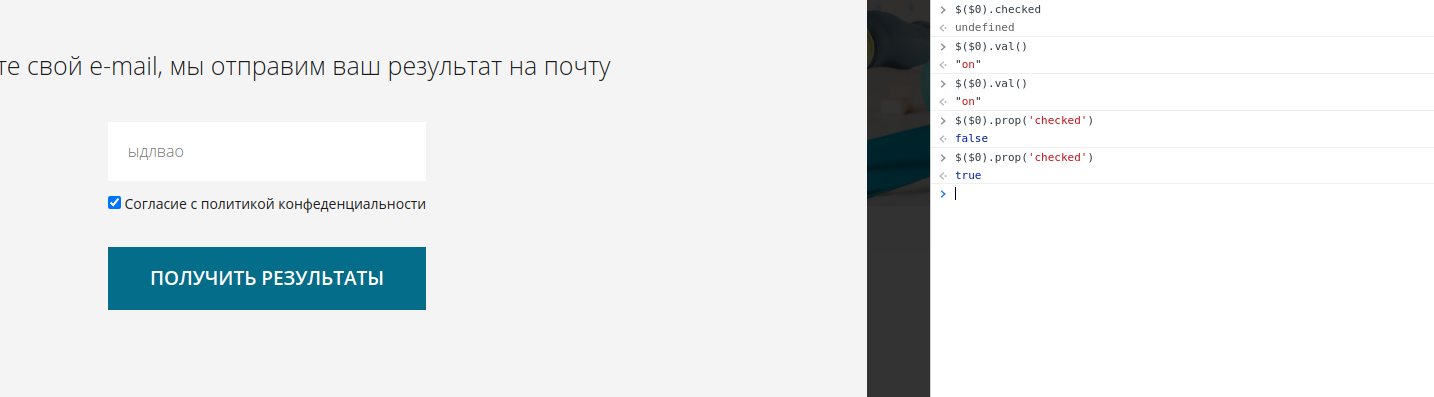 те свой e-mail, мы отправим ваш результат на почту
ыдлвао
Согласие с политикой конфеденциальности
ПОЛУЧИТЬ РЕЗУЛЬТАТЫ
$($0).checked
undefined
$($0).val()
"on"
$($0).val()
"on"
$($0).prop('checked')
false
$($0).prop('checked')
true